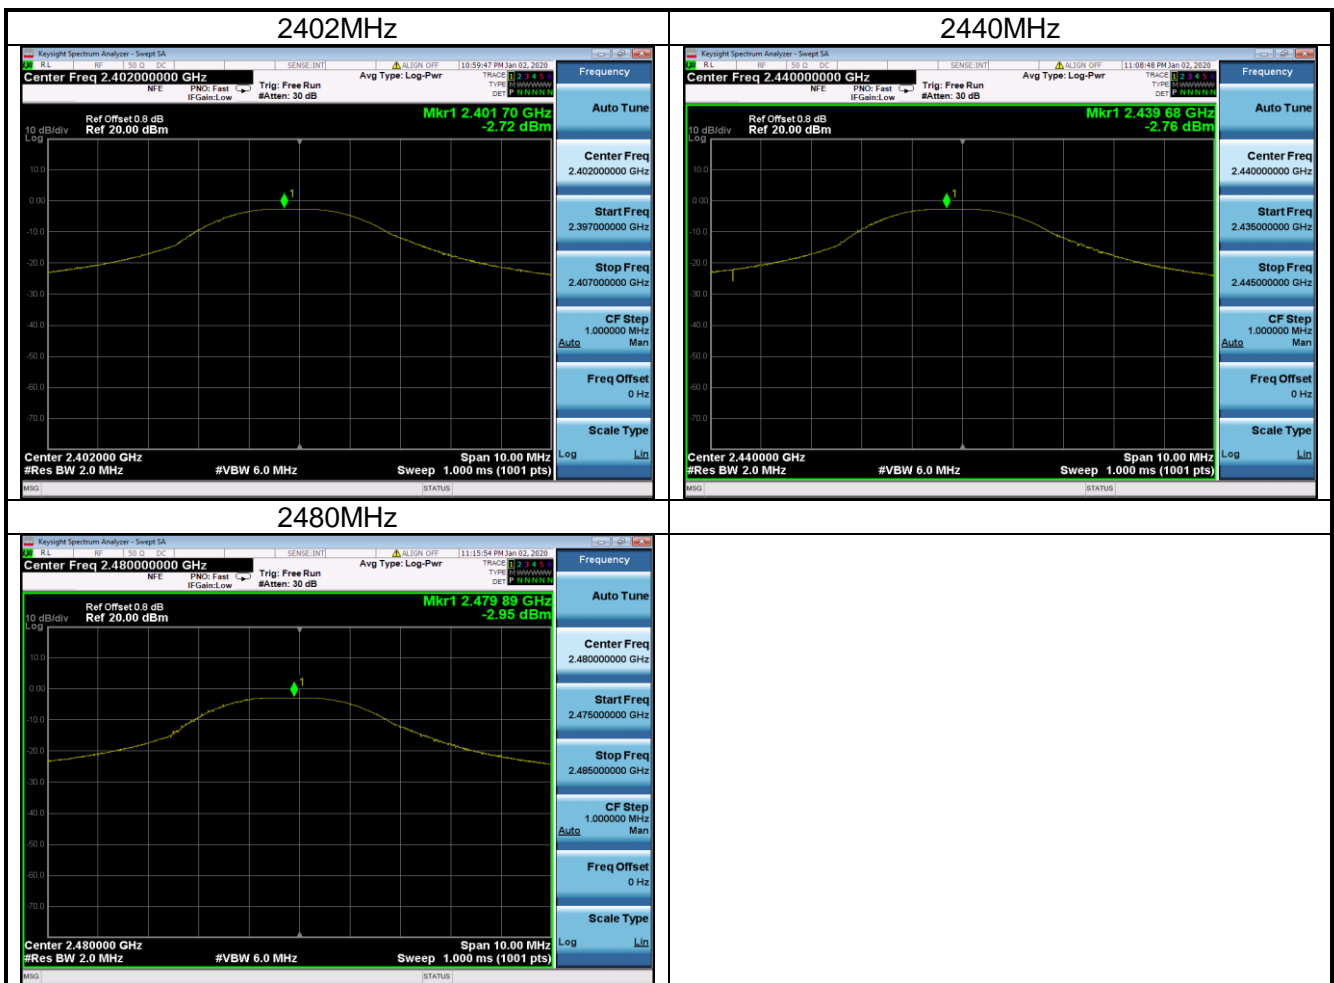 2402MHz
Keysight Spectrum Analyzer - Swept SA
RL RF 50 Ω DC SENSE:INT ALIGN OFF 10:59:47 PM Jan 02, 2020
Center Freq 2.402000000 GHz
NFE PNO: Fast Trig: Free Run Avg Type: Log-Pwr TRACE 1 2 3 4 5 6
IFGain:Low #Atten: 30 dB TYPE M WWWWW
DET P N N N N N
Ref Offset 0.8 dB Mkr1 2.401 70 GHz
10 dB/div Ref 20.00 dBm -2.72 dBm
Log
10.0
0.00
1
-10.0
-20.0
-30.0
-40.0
-50.0
-60.0
-70.0
Center 2.402000 GHz Span 10.00 MHz
#Res BW 2.0 MHz #VBW 6.0 MHz Sweep 1.000 ms (1001 pts)
MSG STATUS
Frequency
Auto Tune
Center Freq
2.402000000 GHz
Start Freq
2.397000000 GHz
Stop Freq
2.407000000 GHz
CF Step
1.000000 MHz
Auto Man
Freq Offset
0 Hz
Scale Type
Log Lin
2440MHz
Keysight Spectrum Analyzer - Swept SA
RL RF 50 Ω DC SENSE:INT ALIGN OFF 11:08:48 PM Jan 02, 2020
Center Freq 2.440000000 GHz
NFE PNO: Fast Trig: Free Run Avg Type: Log-Pwr TRACE 1 2 3 4 5 6
IFGain:Low #Atten: 30 dB TYPE M WWWWW
DET P N N N N N
Ref Offset 0.8 dB Mkr1 2.439 68 GHz
10 dB/div Ref 20.00 dBm -2.76 dBm
Log
10.0
0.00
1
-10.0
-20.0
-30.0
-40.0
-50.0
-60.0
-70.0
Center 2.440000 GHz Span 10.00 MHz
#Res BW 2.0 MHz #VBW 6.0 MHz Sweep 1.000 ms (1001 pts)
MSG STATUS
Frequency
Auto Tune
Center Freq
2.440000000 GHz
Start Freq
2.435000000 GHz
Stop Freq
2.445000000 GHz
CF Step
1.000000 MHz
Auto Man
Freq Offset
0 Hz
Scale Type
Log Lin
2480MHz
Keysight Spectrum Analyzer - Swept SA
RL RF 50 Ω DC SENSE:INT ALIGN OFF 11:15:54 PM Jan 02, 2020
Center Freq 2.480000000 GHz
NFE PNO: Fast Trig: Free Run Avg Type: Log-Pwr TRACE 1 2 3 4 5 6
IFGain:Low #Atten: 30 dB TYPE M WWWWW
DET P N N N N N
Ref Offset 0.8 dB Mkr1 2.479 89 GHz
10 dB/div Ref 20.00 dBm -2.95 dBm
Log
10.0
0.00
1
-10.0
-20.0
-30.0
-40.0
-50.0
-60.0
-70.0
Center 2.480000 GHz Span 10.00 MHz
#Res BW 2.0 MHz #VBW 6.0 MHz Sweep 1.000 ms (1001 pts)
MSG STATUS
Frequency
Auto Tune
Center Freq
2.480000000 GHz
Start Freq
2.475000000 GHz
Stop Freq
2.485000000 GHz
CF Step
1.000000 MHz
Auto Man
Freq Offset
0 Hz
Scale Type
Log Lin